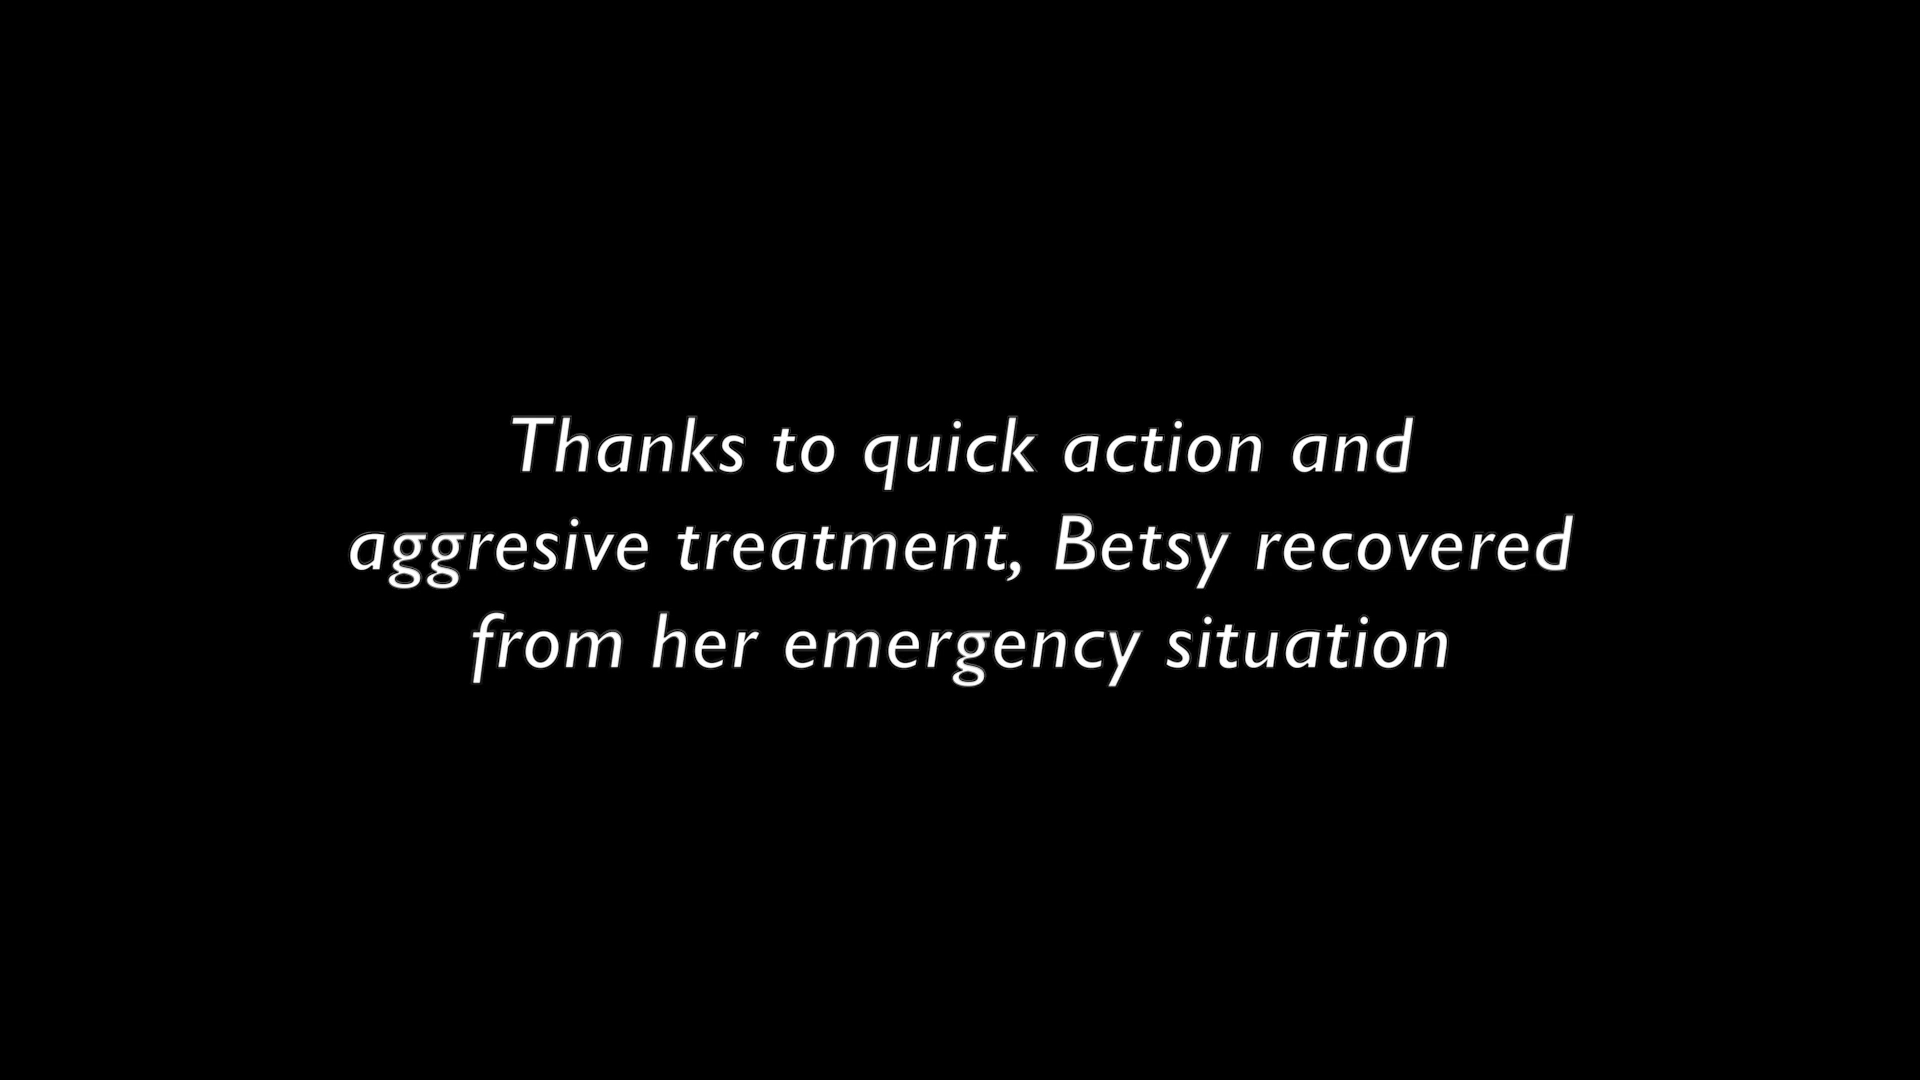 Thanks to quick action and
aggresive treatment, Betsy recovered
from her emergency situation